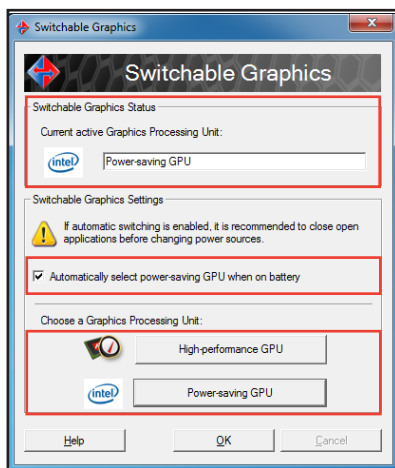 Switchable Graphics
Switchable Graphics
Switchable Graphics Status
Current active Graphics Processing Unit:
intel
Power-saving GPU
Switchable Graphics Settings
If automatic switching is enabled, it is recommended to close open
applications before changing power sources.
Automatically select power-saving GPU when on battery
Choose a Graphics Processing Unit:
High-performance GPU
intel
Power-saving GPU
Help OK Cancel